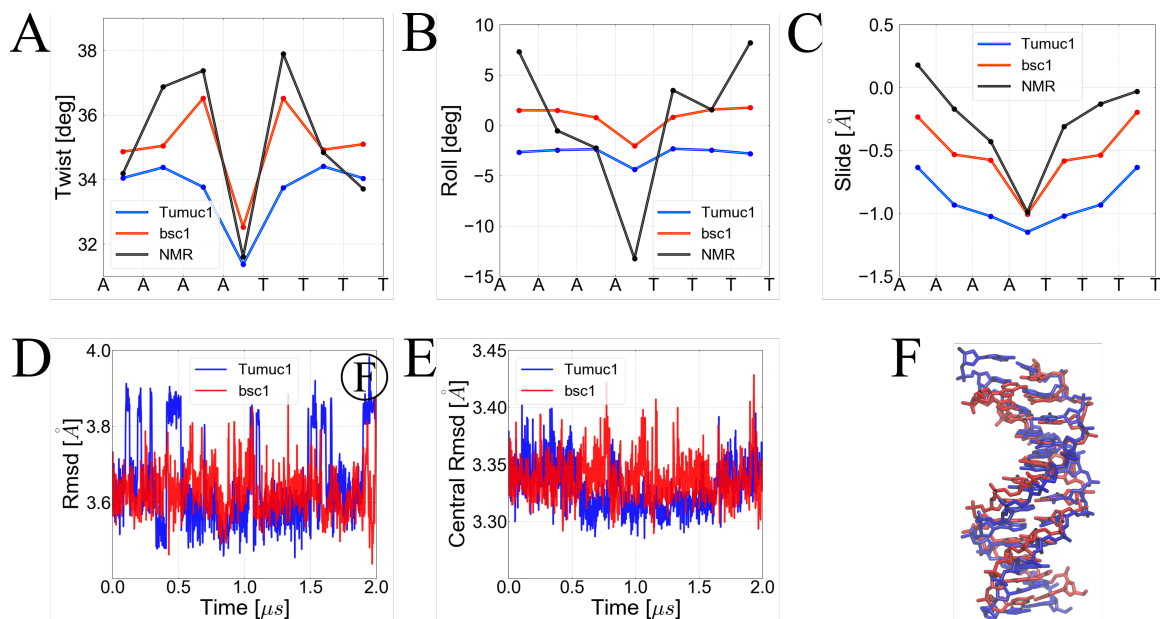 A
38
36
34
32
Twist [deg]
Tumuc1
bsc1
NMR
A A A A T T T T
B
10
5
0
−5
−10
−15
Roll [deg]
Tumuc1
bsc1
NMR
A A A A T T T T
C
0.5
0.0
−0.5
−1.0
−1.5
Slide [Å]
Tumuc1
bsc1
NMR
A A A A T T T T
D
4.0
3.8
3.6
Rmsd [Å]
Tumuc1
bsc1
F
0.0 0.5 1.0 1.5 2.0
Time [μs]
E
3.45
3.40
3.35
3.30
Central Rmsd [Å]
Tumuc1
bsc1
0.0 0.5 1.0 1.5 2.0
Time [μs]
F